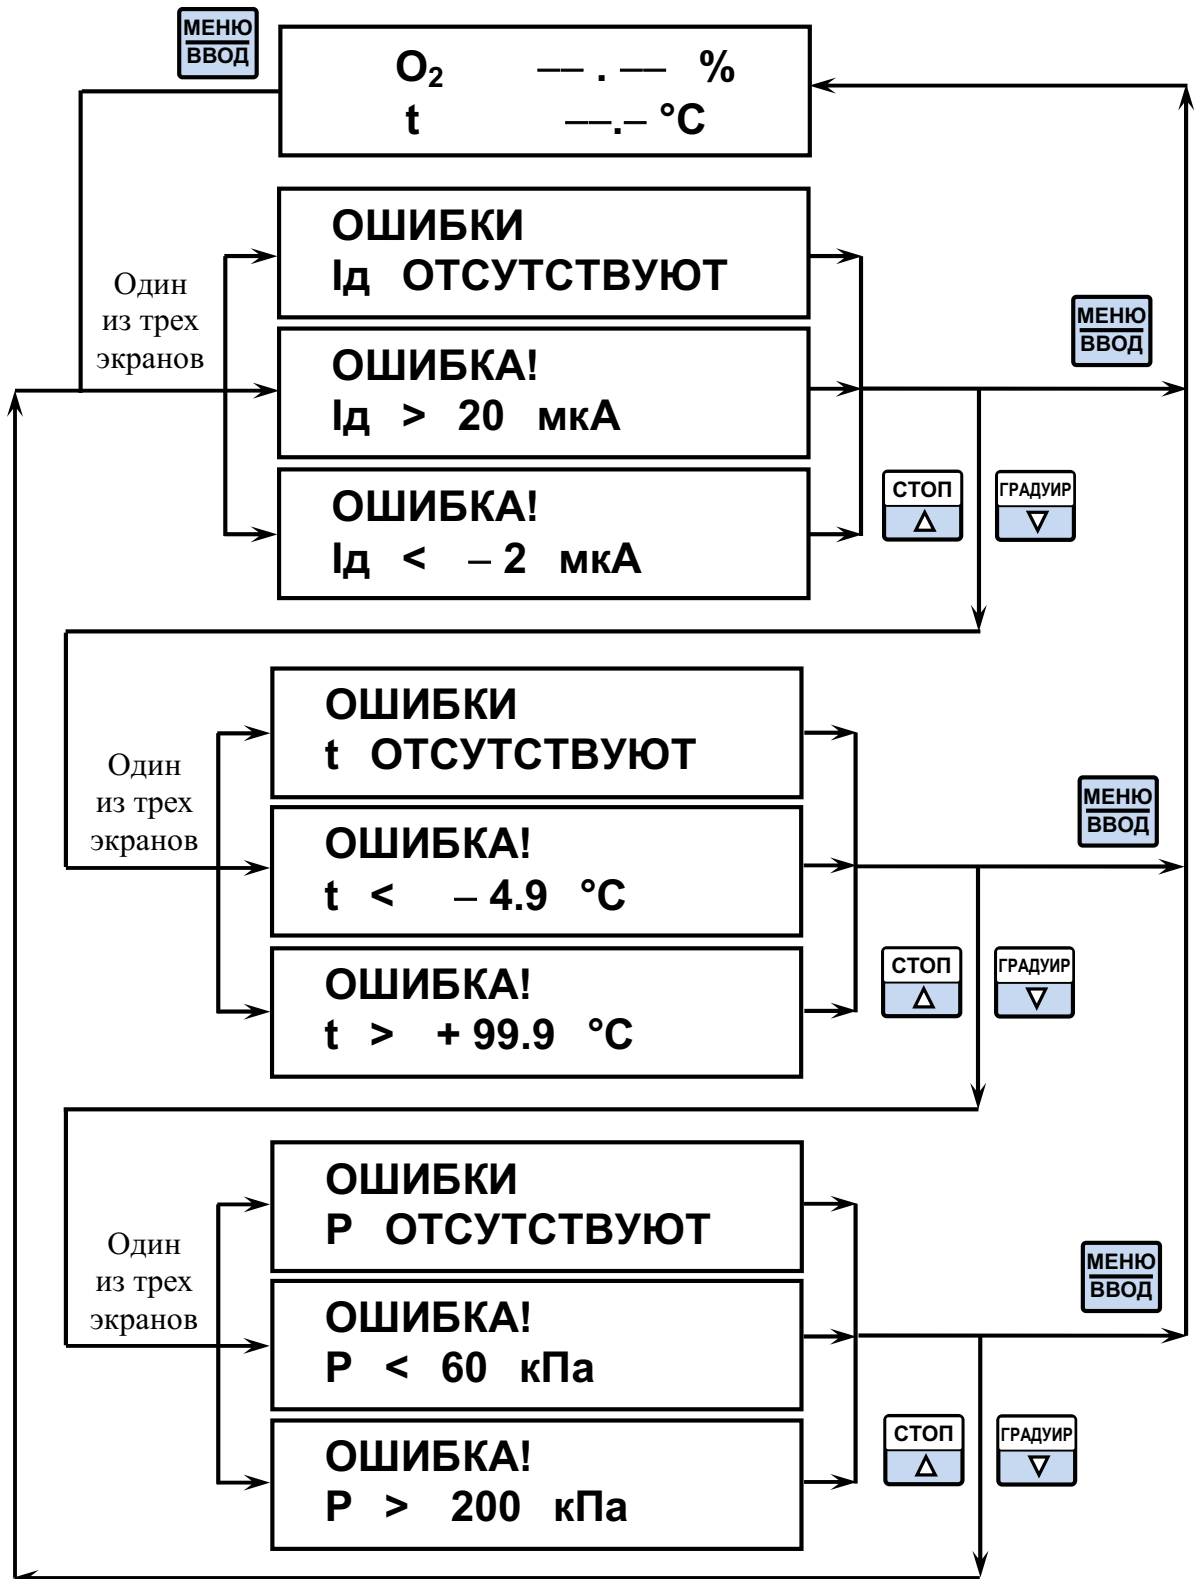 МЕНЮ
ВВОД
O₂ –– . –– %
t ––.– °C
ОШИБКИ
Iд ОТСУТСТВУЮТ
Один
из трех
экранов
МЕНЮ
ВВОД
ОШИБКА!
Iд > 20 мкА
СТОП
ГРАДУИР
ОШИБКА!
Iд < – 2 мкА
ОШИБКИ
t ОТСУТСТВУЮТ
Один
из трех
экранов
МЕНЮ
ВВОД
ОШИБКА!
t < – 4.9 °C
СТОП
ГРАДУИР
ОШИБКА!
t > + 99.9 °C
ОШИБКИ
P ОТСУТСТВУЮТ
Один
из трех
экранов
МЕНЮ
ВВОД
ОШИБКА!
P < 60 кПа
СТОП
ГРАДУИР
ОШИБКА!
P > 200 кПа